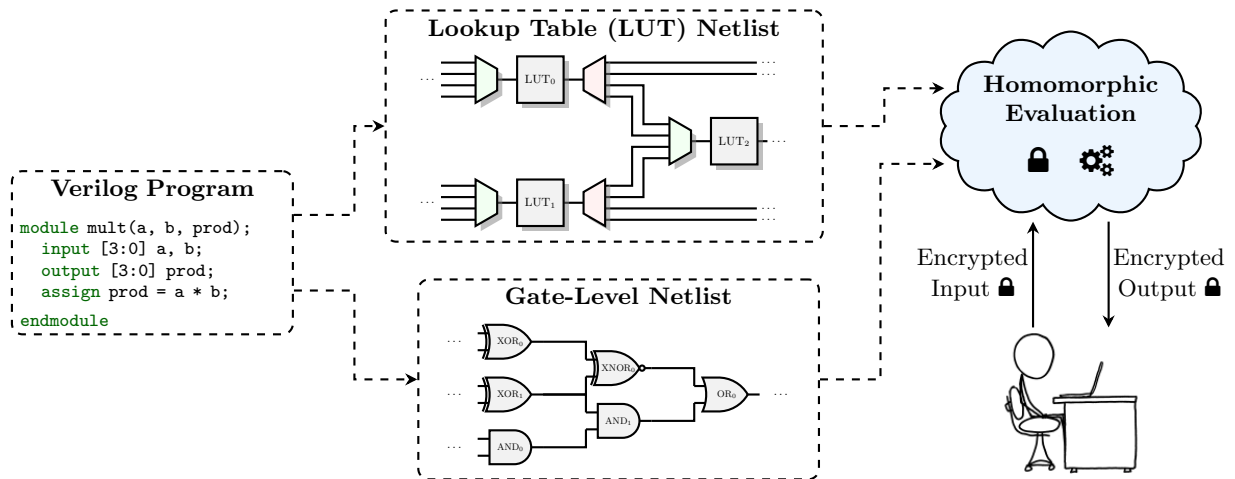 Lookup Table (LUT) Netlist
... LUT₀ ...
...
LUT₂ ...
... LUT₁ ...
...
Verilog Program
module mult(a, b, prod);
input [3:0] a, b;
output [3:0] prod;
assign prod = a * b;
endmodule
Gate-Level Netlist
... XOR₀
XNOR₀
... XOR₁
OR₀ ...
AND₁
... AND₀
Homomorphic
Evaluation
Encrypted
Input
Encrypted
Output